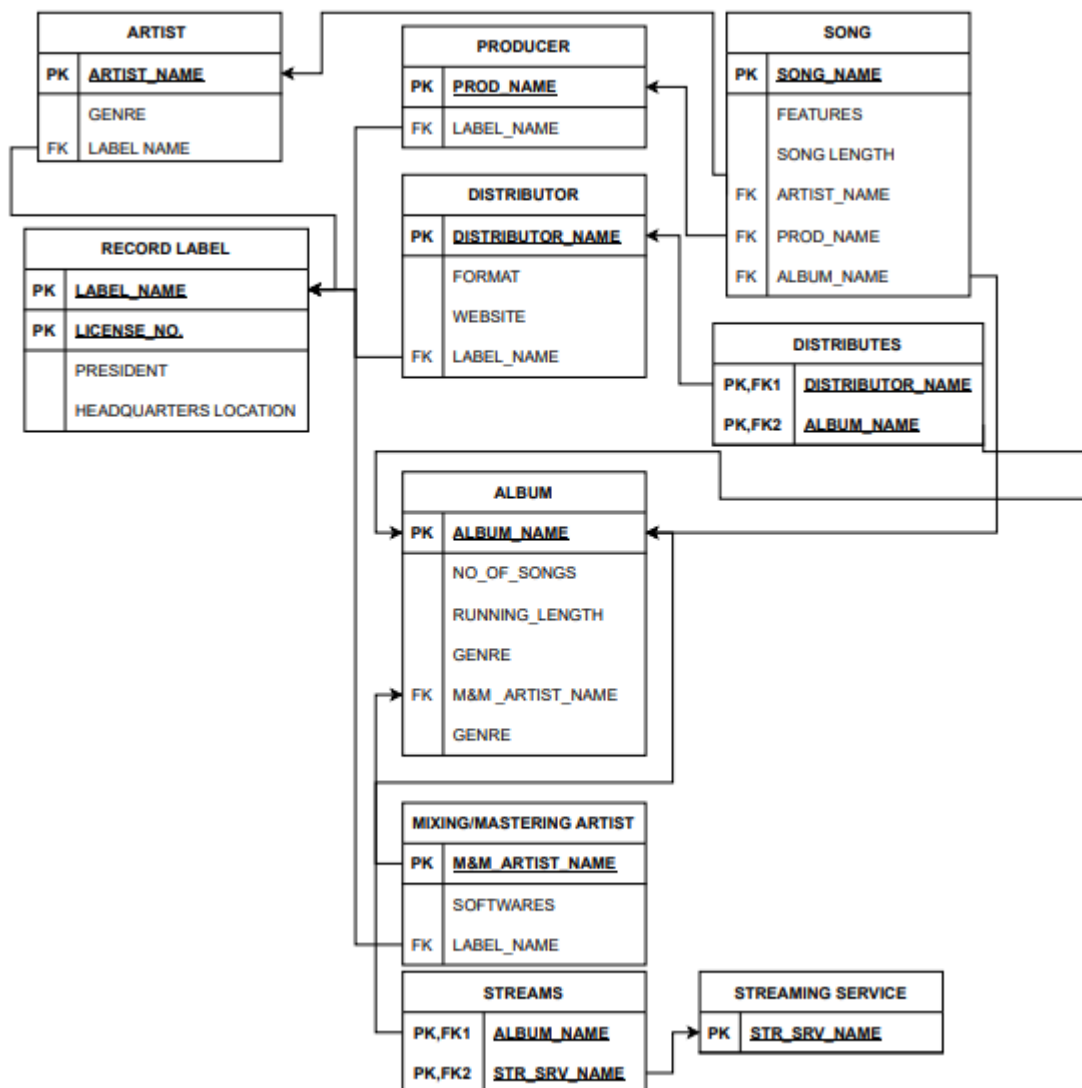 ARTIST
PK ARTIST_NAME
GENRE
FK LABEL NAME
PRODUCER
PK PROD_NAME
FK LABEL_NAME
SONG
PK SONG_NAME
FEATURES
SONG LENGTH
FK ARTIST_NAME
FK PROD_NAME
FK ALBUM_NAME
RECORD LABEL
PK LABEL_NAME
PK LICENSE_NO.
PRESIDENT
HEADQUARTERS LOCATION
DISTRIBUTOR
PK DISTRIBUTOR_NAME
FORMAT
WEBSITE
FK LABEL_NAME
DISTRIBUTES
PK,FK1 DISTRIBUTOR_NAME
PK,FK2 ALBUM_NAME
ALBUM
PK ALBUM_NAME
NO_OF_SONGS
RUNNING_LENGTH
GENRE
FK M&M _ARTIST_NAME
GENRE
MIXING/MASTERING ARTIST
PK M&M_ARTIST_NAME
SOFTWARES
FK LABEL_NAME
STREAMS
PK,FK1 ALBUM_NAME
PK,FK2 STR_SRV_NAME
STREAMING SERVICE
PK STR_SRV_NAME